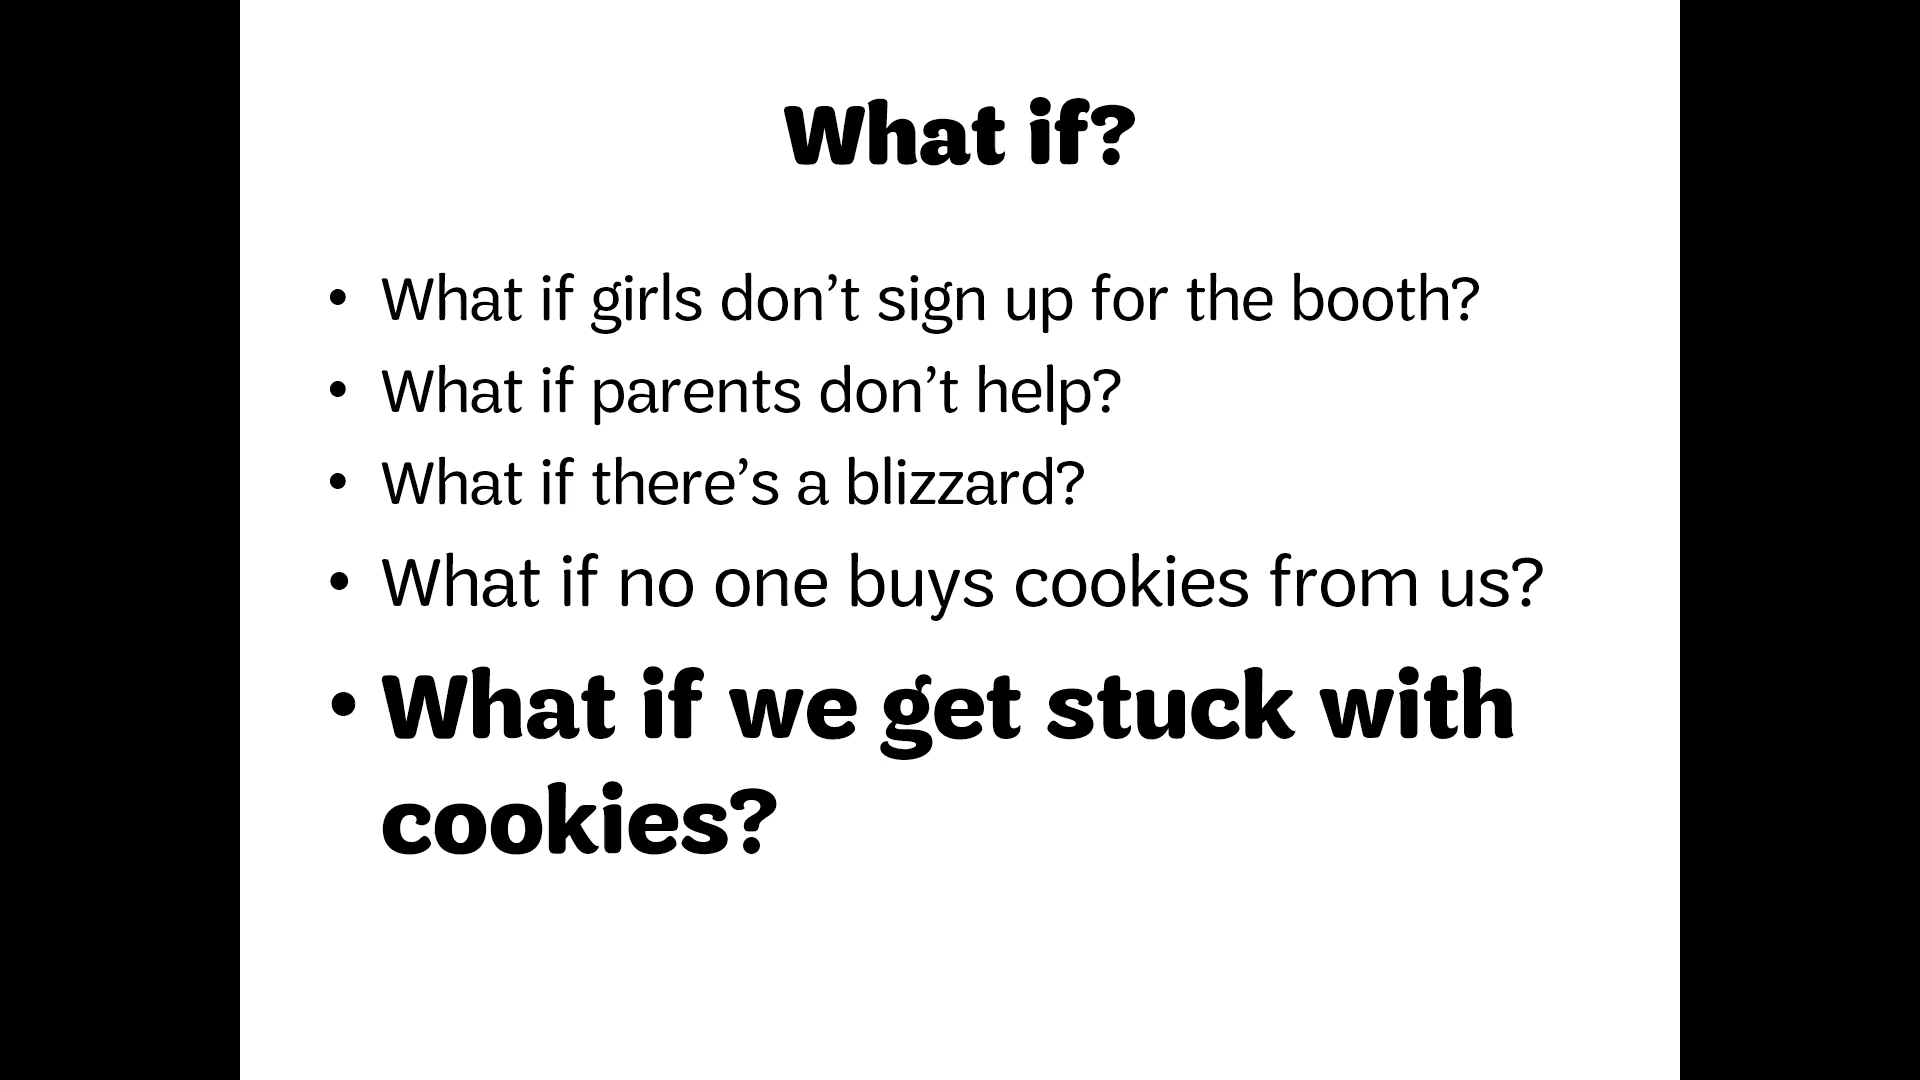 What if?
• What if girls don’t sign up for the booth?
• What if parents don’t help?
• What if there’s a blizzard?
• What if no one buys cookies from us?
• What if we get stuck with
cookies?